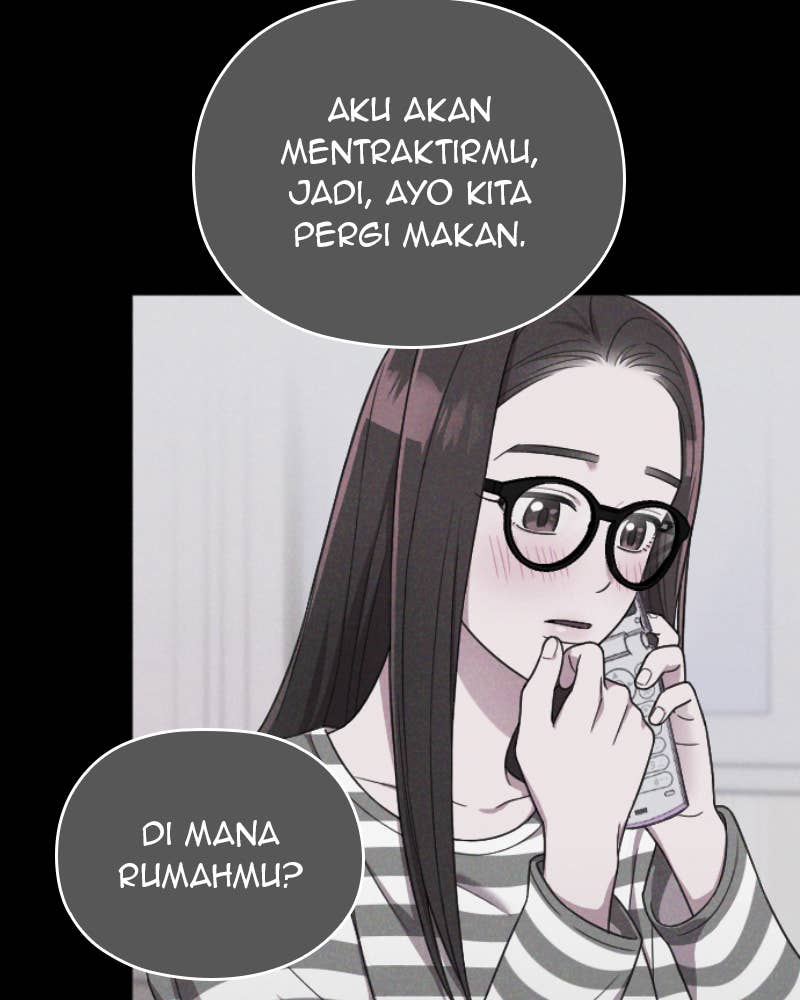 AKU AKAN
MENTRAKTIRMU,
JADI, AYO KITA
PERGI MAKAN.
DI MANA
RUMAHMU?